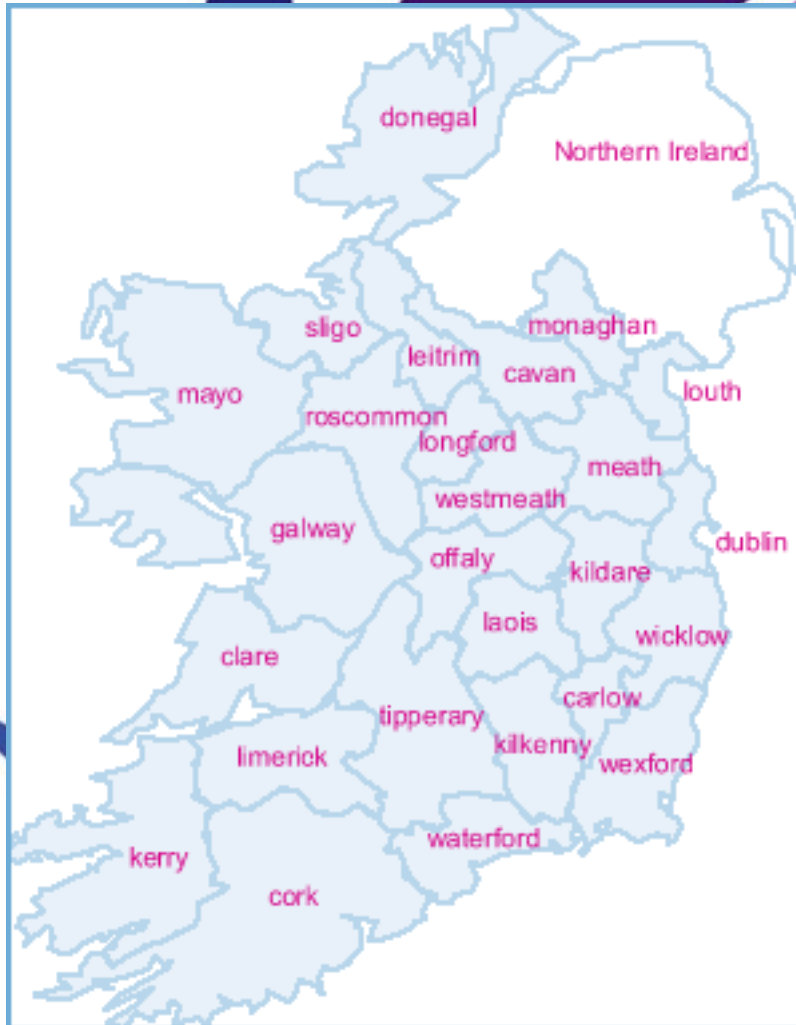 donegal
Northern Ireland
monaghan
sligo
leitrim
cavan
louth
mayo
roscommon
longford
meath
westmeath
galway
dublin
offaly
kildare
laois
wicklow
clare
carlow
tipperary
kilkenny
limerick
wexford
waterford
kerry
cork